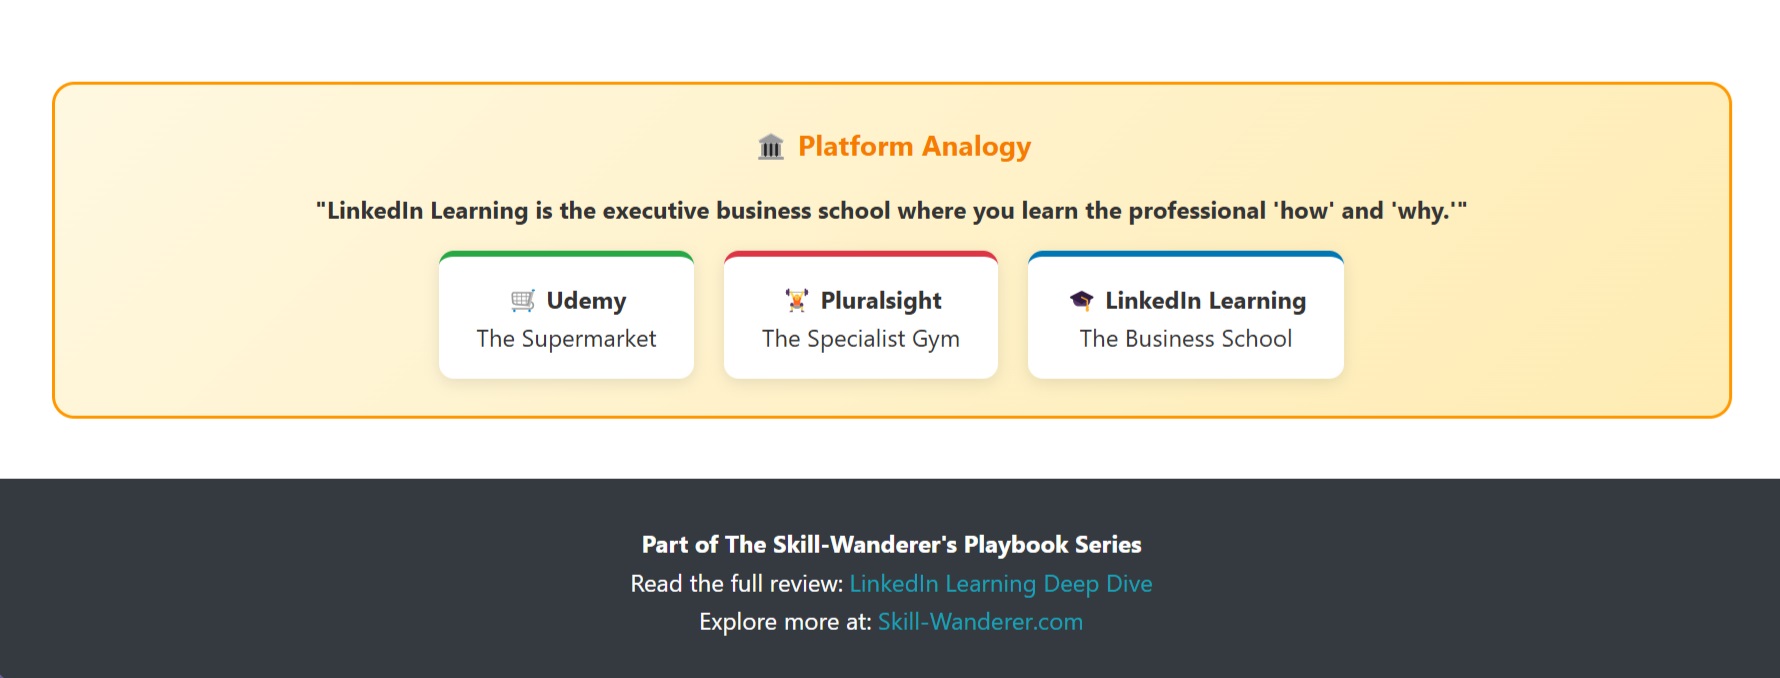 🏛️ Platform Analogy
"LinkedIn Learning is the executive business school where you learn the professional 'how' and 'why.'"
🛒 Udemy
The Supermarket
🏋️ Pluralsight
The Specialist Gym
🎓 LinkedIn Learning
The Business School
Part of The Skill-Wanderer's Playbook Series
Read the full review: LinkedIn Learning Deep Dive
Explore more at: Skill-Wanderer.com